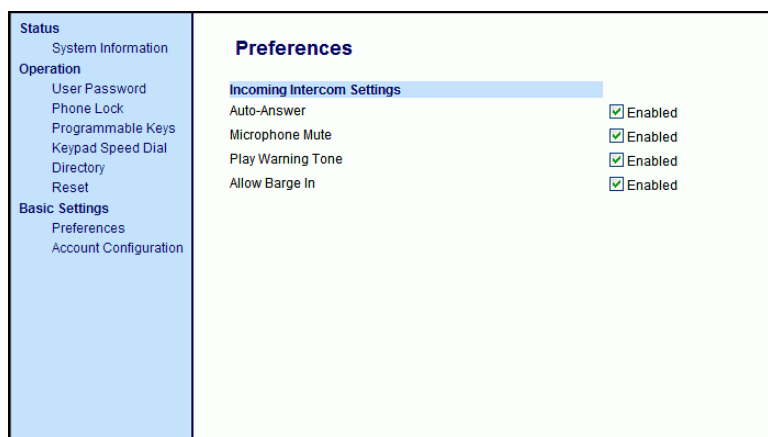 Status
System Information
Operation
User Password
Phone Lock
Programmable Keys
Keypad Speed Dial
Directory
Reset
Basic Settings
Preferences
Account Configuration
Preferences
Incoming Intercom Settings
Auto-Answer Enabled
Microphone Mute Enabled
Play Warning Tone Enabled
Allow Barge In Enabled